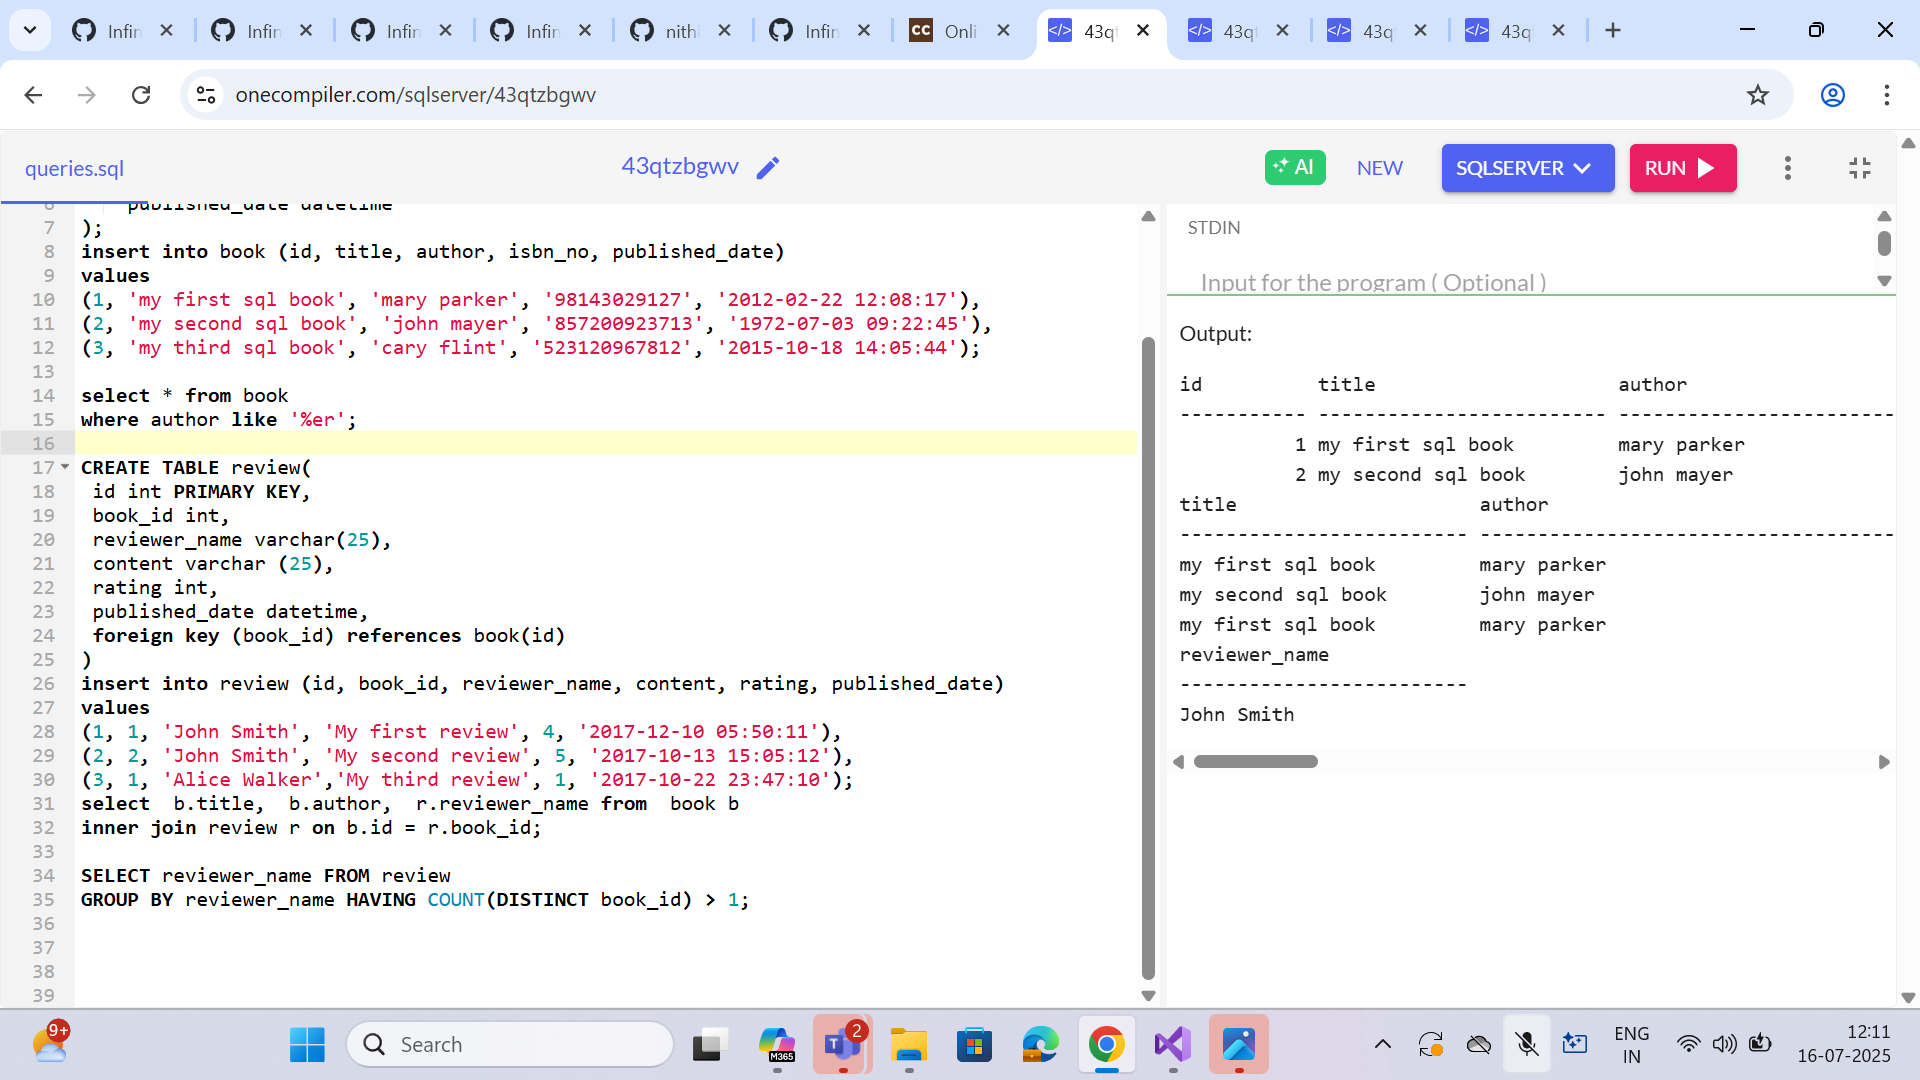 Infin
Infin
Infin
Infin
nithi
Infin
CC
Onli
</> 43q
</> 43q
</> 43q
</> 43q
onecompiler.com/sqlserver/43qtzbgwv
queries.sql
43qtzbgwv
AI
NEW
SQLSERVER
RUN
6 published_date datetime
7 );
8 insert into book (id, title, author, isbn_no, published_date)
9 values
10 (1, 'my first sql book', 'mary parker', '98143029127', '2012-02-22 12:08:17'),
11 (2, 'my second sql book', 'john mayer', '857200923713', '1972-07-03 09:22:45'),
12 (3, 'my third sql book', 'cary flint', '523120967812', '2015-10-18 14:05:44');
13
14 select * from book
15 where author like '%er';
16
17 CREATE TABLE review(
18 id int PRIMARY KEY,
19 book_id int,
20 reviewer_name varchar(25),
21 content varchar (25),
22 rating int,
23 published_date datetime,
24 foreign key (book_id) references book(id)
25 )
26 insert into review (id, book_id, reviewer_name, content, rating, published_date)
27 values
28 (1, 1, 'John Smith', 'My first review', 4, '2017-12-10 05:50:11'),
29 (2, 2, 'John Smith', 'My second review', 5, '2017-10-13 15:05:12'),
30 (3, 1, 'Alice Walker','My third review', 1, '2017-10-22 23:47:10');
31 select  b.title,  b.author,  r.reviewer_name from  book b
32 inner join review r on b.id = r.book_id;
33
34 SELECT reviewer_name FROM review
35 GROUP BY reviewer_name HAVING COUNT(DISTINCT book_id) > 1;
36
37
38
39
STDIN
Input for the program ( Optional )
Output:
id title author
----------- ------------------------- ------------------------
1 my first sql book mary parker
2 my second sql book john mayer
title author
------------------------- ------------------------------------
my first sql book mary parker
my second sql book john mayer
my first sql book mary parker
reviewer_name
-------------------------
John Smith
9+
Search
M365
T 2
ENG
IN
12:11
16-07-2025